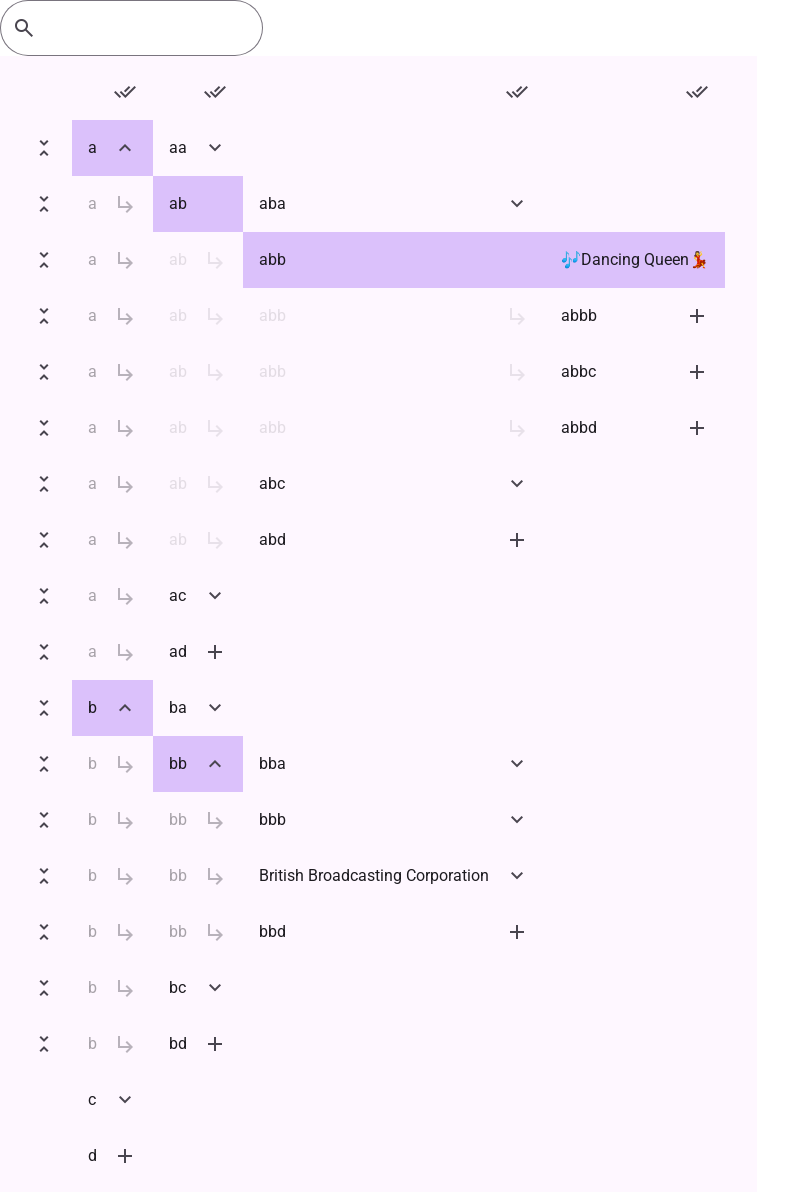 a aa
a ab aba
a ab abb 🎶Dancing Queen💃
a ab abb abbb
a ab abb abbc
a ab abb abbd
a ab abc
a ab abd
a ac
a ad
b ba
b bb bba
b bb bbb
b bb British Broadcasting Corporation
b bb bbd
b bc
b bd
c
d